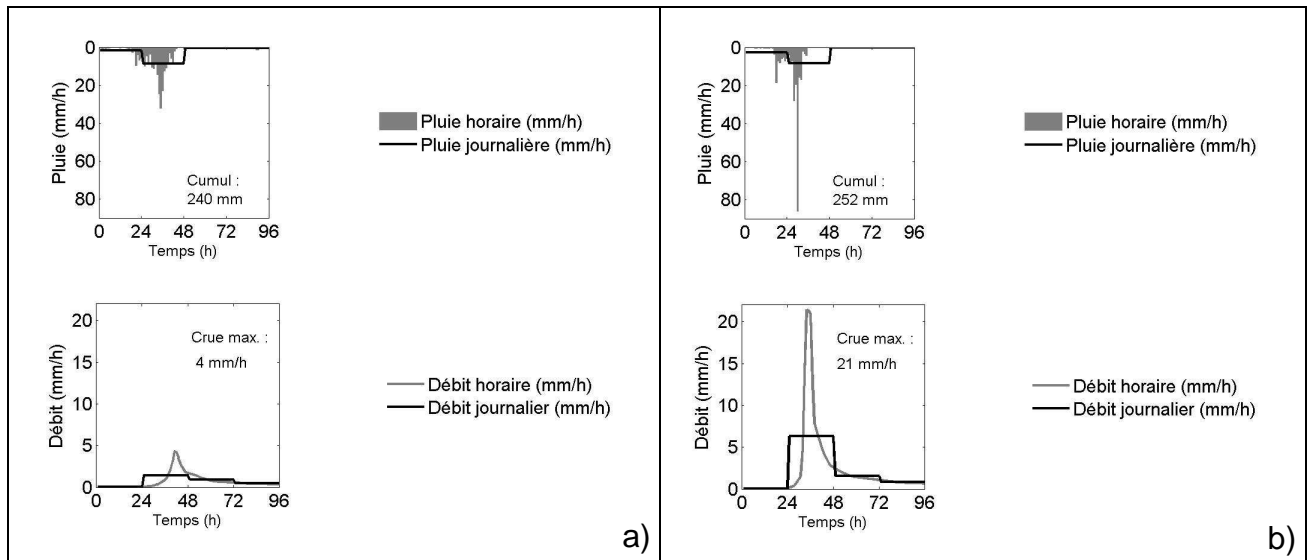 0
20
40
60
80
Pluie (mm/h)
Cumul :
240 mm
0 24 48 72 96
Temps (h)
Pluie horaire (mm/h)
Pluie journalière (mm/h)
20
15
10
5
0
Débit (mm/h)
Crue max. :
4 mm/h
0 24 48 72 96
Temps (h)
Débit horaire (mm/h)
Débit journalier (mm/h)
a)
0
20
40
60
80
Pluie (mm/h)
Cumul :
252 mm
0 24 48 72 96
Temps (h)
Pluie horaire (mm/h)
Pluie journalière (mm/h)
20
15
10
5
0
Débit (mm/h)
Crue max. :
21 mm/h
0 24 48 72 96
Temps (h)
Débit horaire (mm/h)
Débit journalier (mm/h)
b)